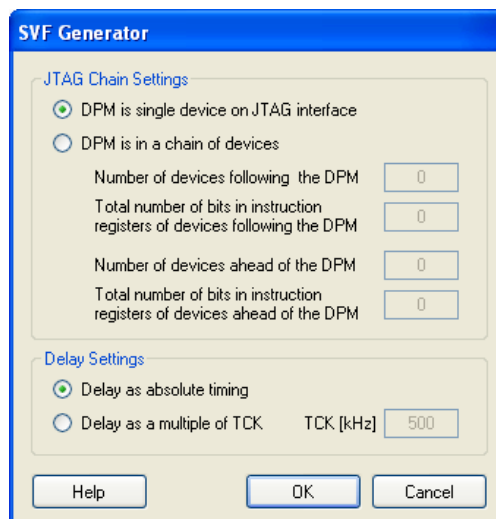 SVF Generator
JTAG Chain Settings
DPM is single device on JTAG interface
DPM is in a chain of devices
Number of devices following the DPM 0
Total number of bits in instruction
registers of devices following the DPM 0
Number of devices ahead of the DPM 0
Total number of bits in instruction
registers of devices ahead of the DPM 0
Delay Settings
Delay as absolute timing
Delay as a multiple of TCK TCK [kHz] 500
Help OK Cancel